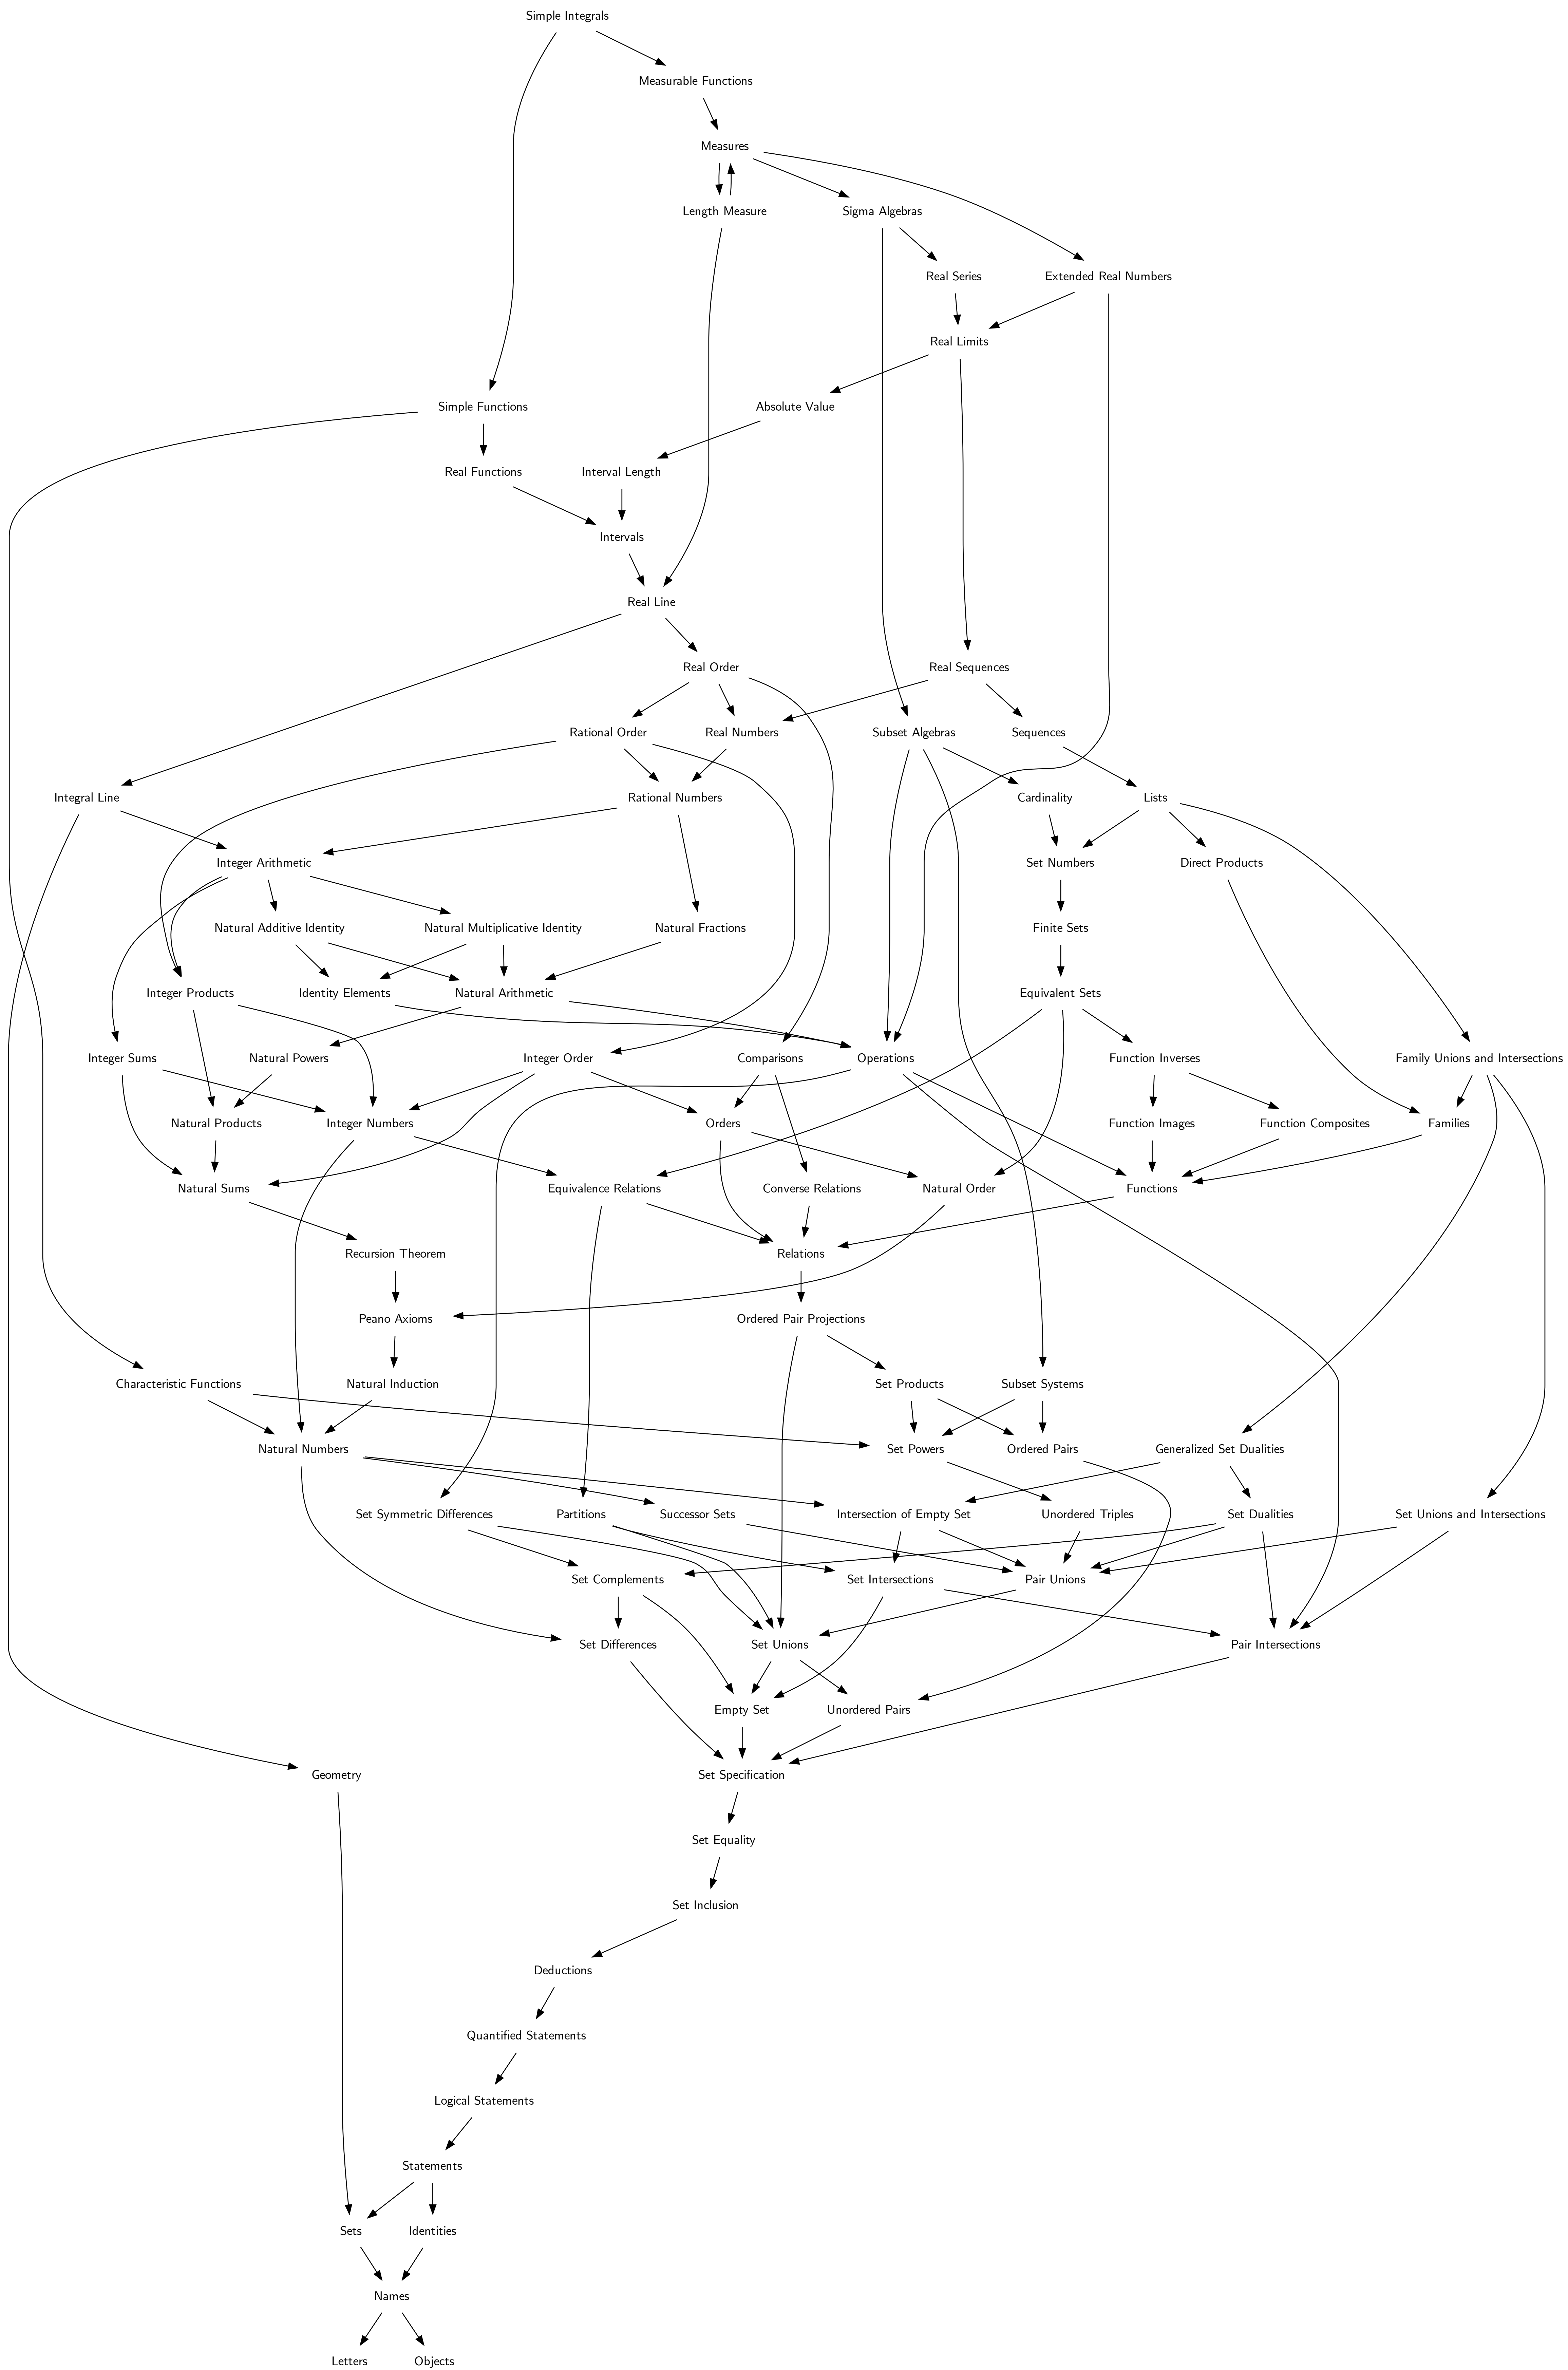 Simple Integrals
Measurable Functions
Measures
Length Measure
Sigma Algebras
Real Series
Extended Real Numbers
Real Limits
Simple Functions
Absolute Value
Real Functions
Interval Length
Intervals
Real Line
Real Order
Real Sequences
Rational Order
Real Numbers
Subset Algebras
Sequences
Integral Line
Rational Numbers
Cardinality
Lists
Integer Arithmetic
Set Numbers
Direct Products
Natural Additive Identity
Natural Multiplicative Identity
Natural Fractions
Finite Sets
Integer Products
Identity Elements
Natural Arithmetic
Equivalent Sets
Integer Sums
Natural Powers
Integer Order
Comparisons
Operations
Function Inverses
Family Unions and Intersections
Natural Products
Integer Numbers
Orders
Function Images
Function Composites
Families
Natural Sums
Equivalence Relations
Converse Relations
Natural Order
Functions
Recursion Theorem
Relations
Peano Axioms
Ordered Pair Projections
Characteristic Functions
Natural Induction
Set Products
Subset Systems
Natural Numbers
Set Powers
Ordered Pairs
Generalized Set Dualities
Set Symmetric Differences
Partitions
Successor Sets
Intersection of Empty Set
Unordered Triples
Set Dualities
Set Unions and Intersections
Set Complements
Set Intersections
Pair Unions
Set Differences
Set Unions
Pair Intersections
Empty Set
Unordered Pairs
Geometry
Set Specification
Set Equality
Set Inclusion
Deductions
Quantified Statements
Logical Statements
Statements
Sets
Identities
Names
Letters
Objects